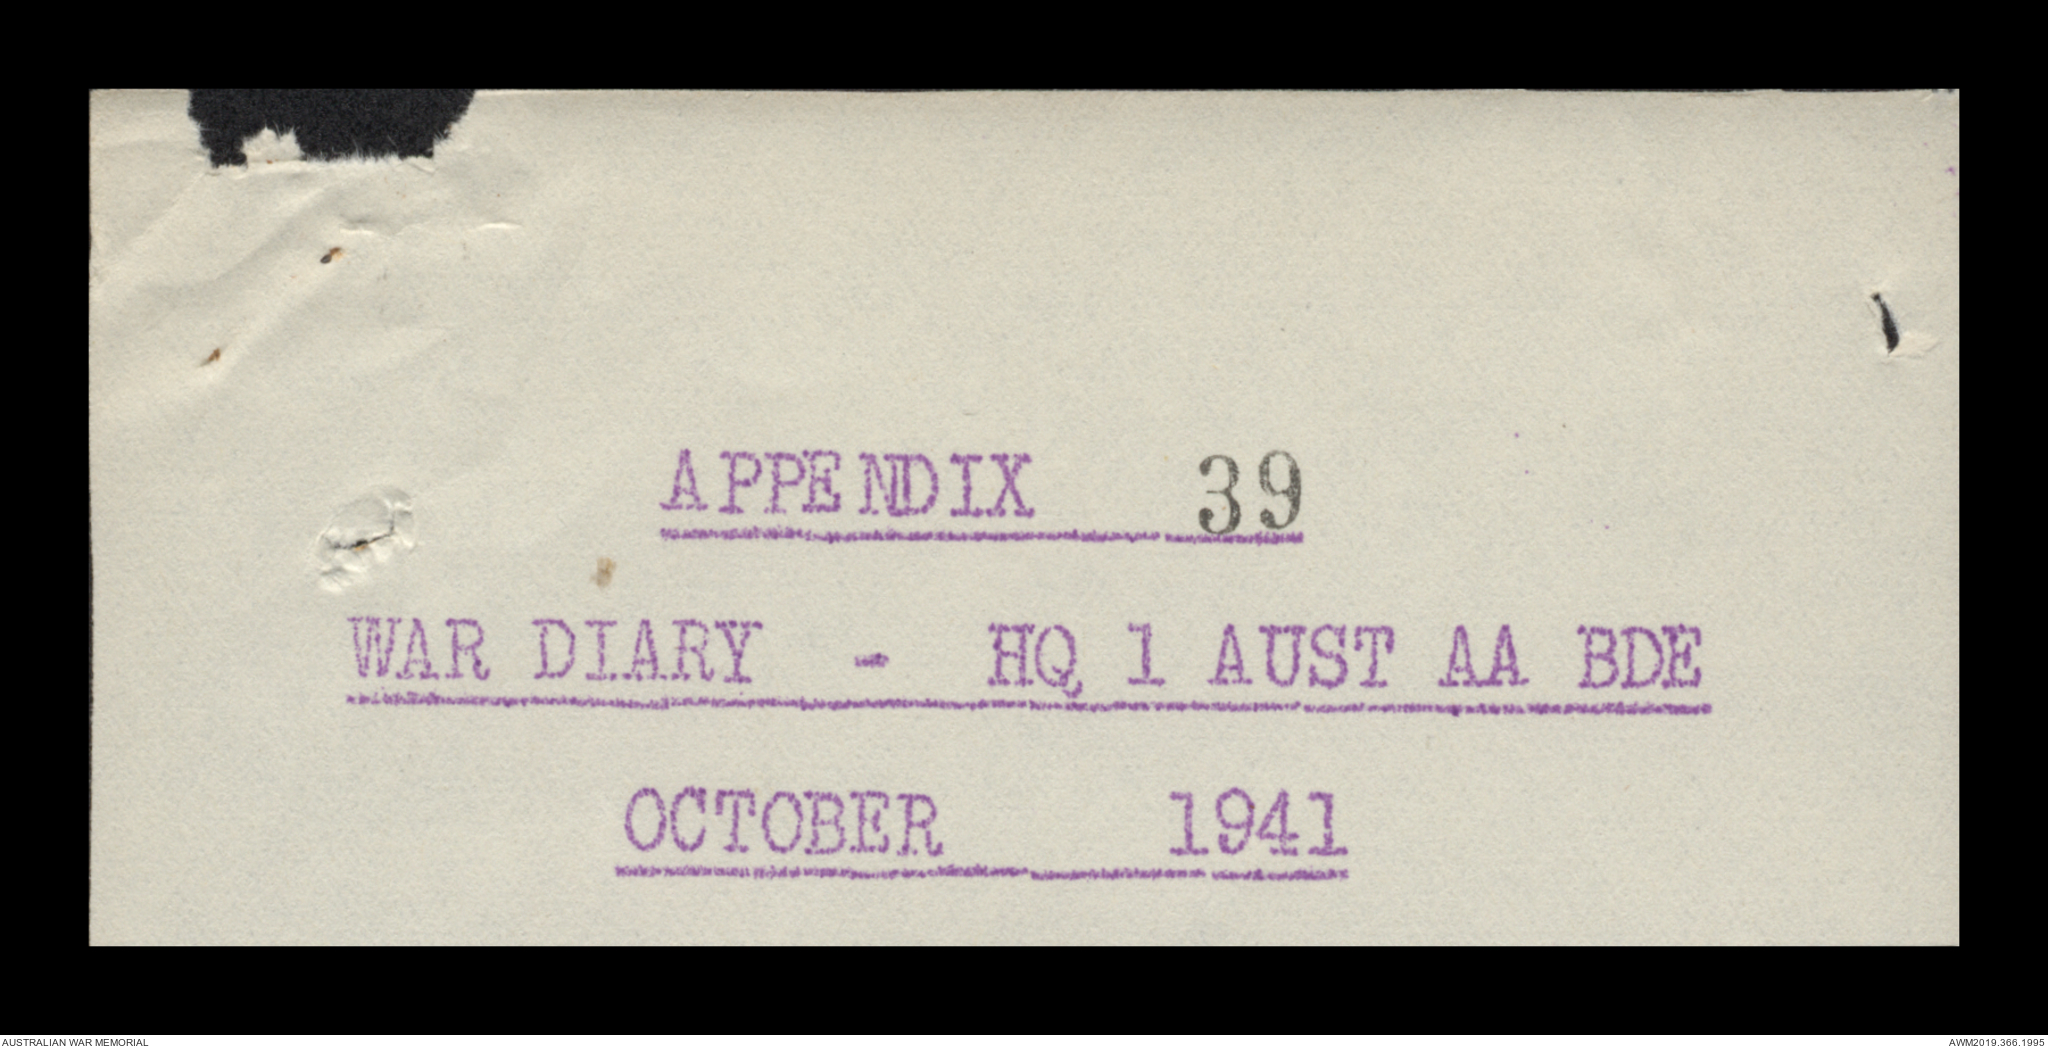 APPENDIX 39
WAR DIARY - HQ 1 AUST AA BDE
OCTOBER 1941
AUSTRALIAN WAR MEMORIAL AWM2019.366.1995